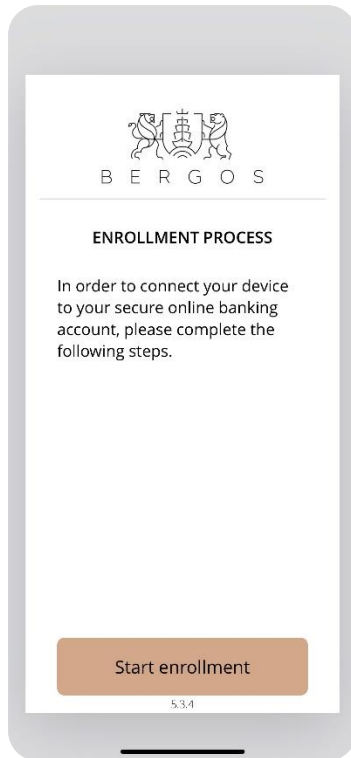 BERGOS
ENROLLMENT PROCESS
In order to connect your device
to your secure online banking
account, please complete the
following steps.
Start enrollment
5.3.4